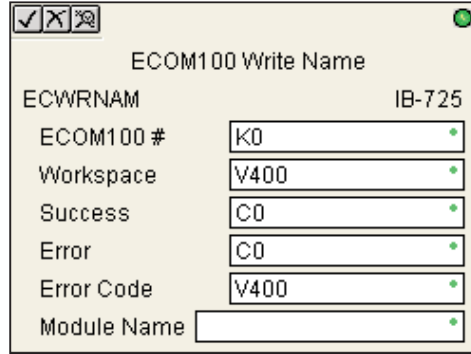 ECOM100 Write Name
ECWRNAM IB-725
ECOM100 # K0
Workspace V400
Success C0
Error C0
Error Code V400
Module Name